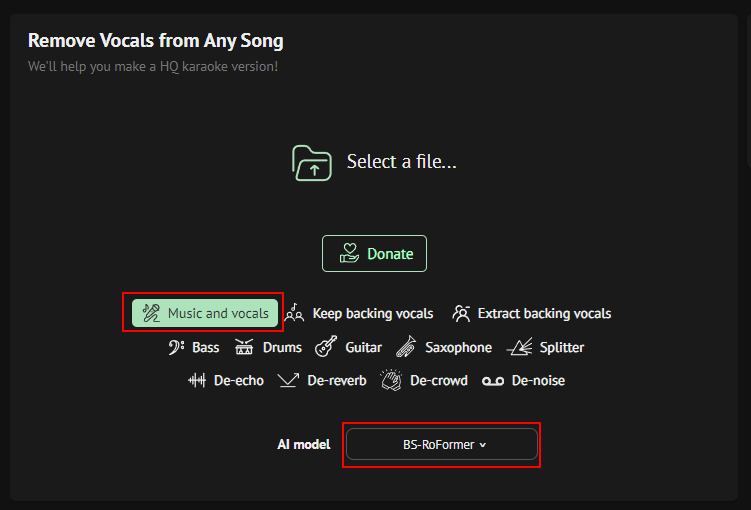 Remove Vocals from Any Song
We'll help you make a HQ karaoke version!
Select a file...
Donate
Music and vocals Keep backing vocals Extract backing vocals
Bass Drums Guitar Saxophone Splitter
De-echo De-reverb De-crowd De-noise
AI model BS-RoFormer